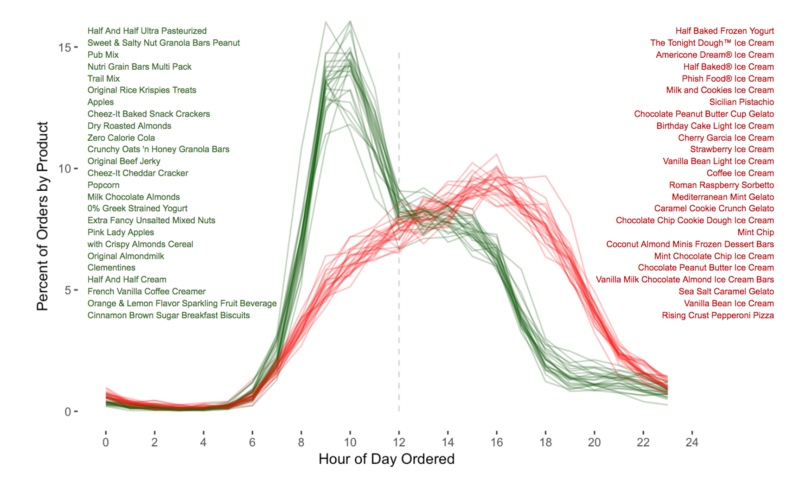 Half And Half Ultra Pasteurized
Sweet & Salty Nut Granola Bars Peanut
Pub Mix
Nutri Grain Bars Multi Pack
Trail Mix
Original Rice Krispies Treats
Apples
Cheez-It Baked Snack Crackers
Dry Roasted Almonds
Zero Calorie Cola
Crunchy Oats 'n Honey Granola Bars
Original Beef Jerky
Cheez-It Cheddar Cracker
Popcorn
Milk Chocolate Almonds
0% Greek Strained Yogurt
Extra Fancy Unsalted Mixed Nuts
Pink Lady Apples
with Crispy Almonds Cereal
Original Almondmilk
Clementines
Half And Half Cream
French Vanilla Coffee Creamer
Orange & Lemon Flavor Sparkling Fruit Beverage
Cinnamon Brown Sugar Breakfast Biscuits
Half Baked Frozen Yogurt
The Tonight Dough™ Ice Cream
Americone Dream® Ice Cream
Half Baked® Ice Cream
Phish Food® Ice Cream
Milk and Cookies Ice Cream
Sicilian Pistachio
Chocolate Peanut Butter Cup Gelato
Birthday Cake Light Ice Cream
Cherry Garcia Ice Cream
Strawberry Ice Cream
Vanilla Bean Light Ice Cream
Coffee Ice Cream
Roman Raspberry Sorbetto
Mediterranean Mint Gelato
Caramel Cookie Crunch Gelato
Chocolate Chip Cookie Dough Ice Cream
Mint Chip
Coconut Almond Minis Frozen Dessert Bars
Mint Chocolate Chip Ice Cream
Chocolate Peanut Butter Ice Cream
Vanilla Milk Chocolate Almond Ice Cream Bars
Sea Salt Caramel Gelato
Vanilla Bean Ice Cream
Rising Crust Pepperoni Pizza
Percent of Orders by Product
15
10
5
0
0 2 4 6 8 10 12 14 16 18 20 22 24
Hour of Day Ordered